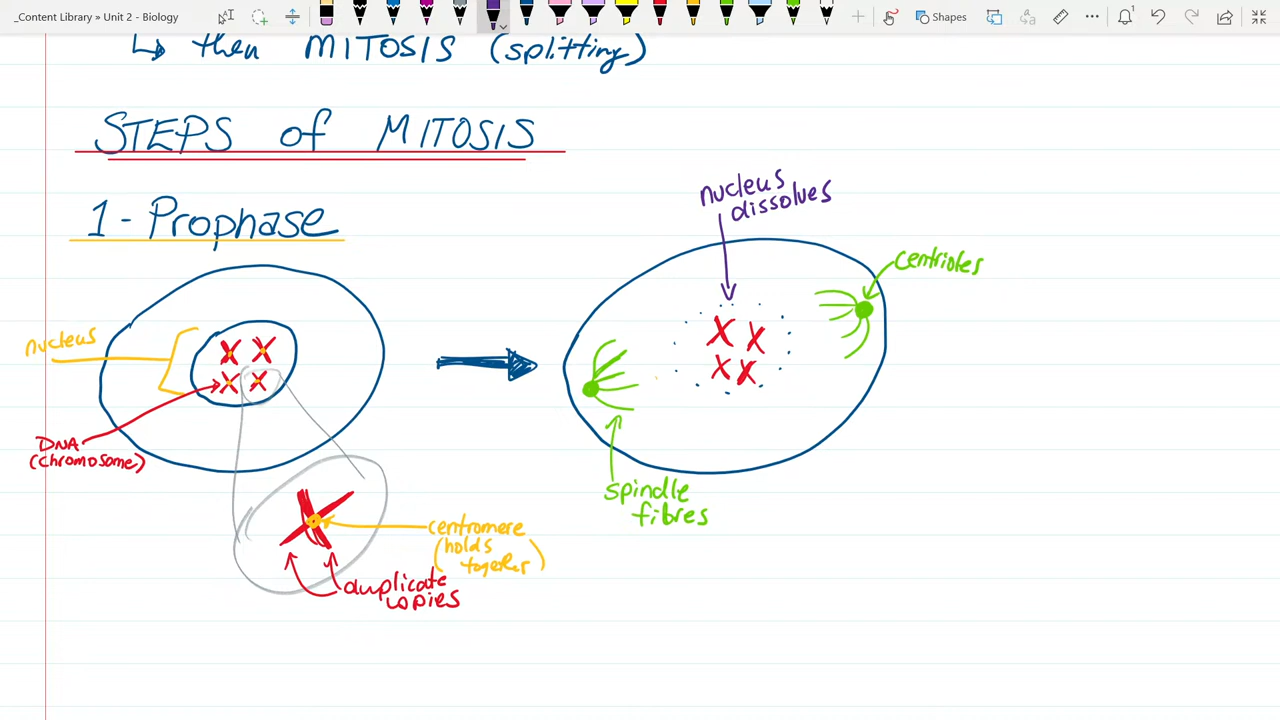 _Content Library » Unit 2 - Biology
Shapes
↳ then MITOSIS (splitting)
STEPS of MITOSIS
1 - Prophase
nucleus
DNA
(chromosome)
centromere
(holds
together)
duplicate
copies
nucleus
dissolves
centrioles
spindle
fibres